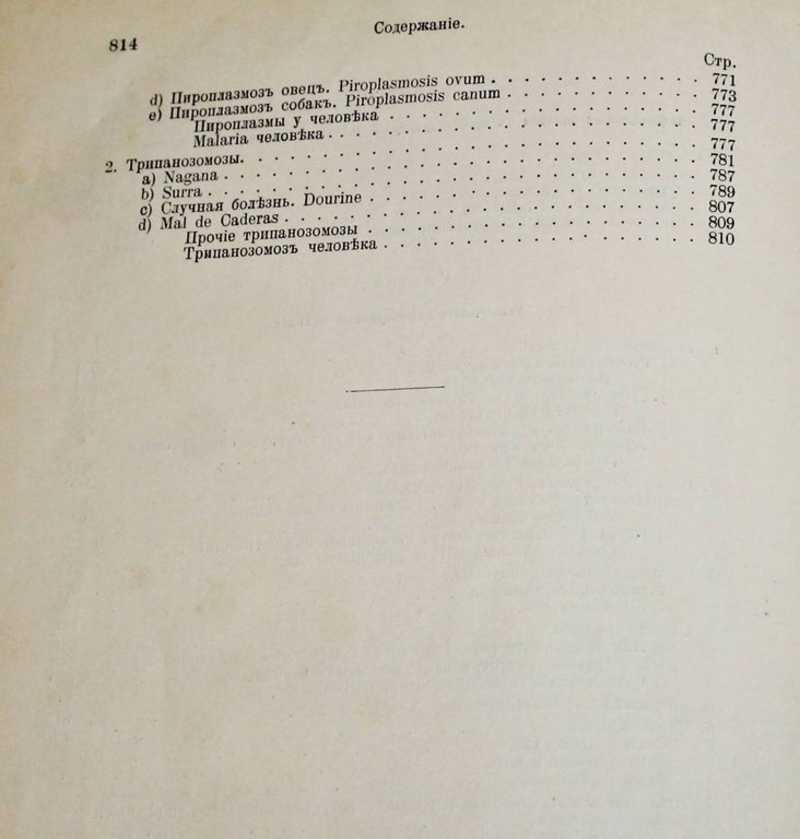 814
Содержаніе.
Стр.
d) Пироплазмозъ овецъ. Piroplasmosis ovum . . . . . . . . . . . 771
e) Пироплазмозъ собакъ. Piroplasmosis canum . . . . . . . . . . 773
Пироплазмы у человѣка . . . . . . . . . . . . . . . . 777
Malaria человѣка . . . . . . . . . . . . . . . . . . . 777
2. Трипанозомозы. . . . . . . . . . . . . . . . . . . . . . . 777
a) Nagana . . . . . . . . . . . . . . . . . . . . . . . . 781
b) Surra . . . . . . . . . . . . . . . . . . . . . . . . 787
c) Случная болѣзнь. Dourine . . . . . . . . . . . . . . . . 789
d) Mal de Caderas . . . . . . . . . . . . . . . . . . . . 807
Прочіе трипанозомозы . . . . . . . . . . . . . . . . . 809
Трипанозомозъ человѣка . . . . . . . . . . . . . . . . 810